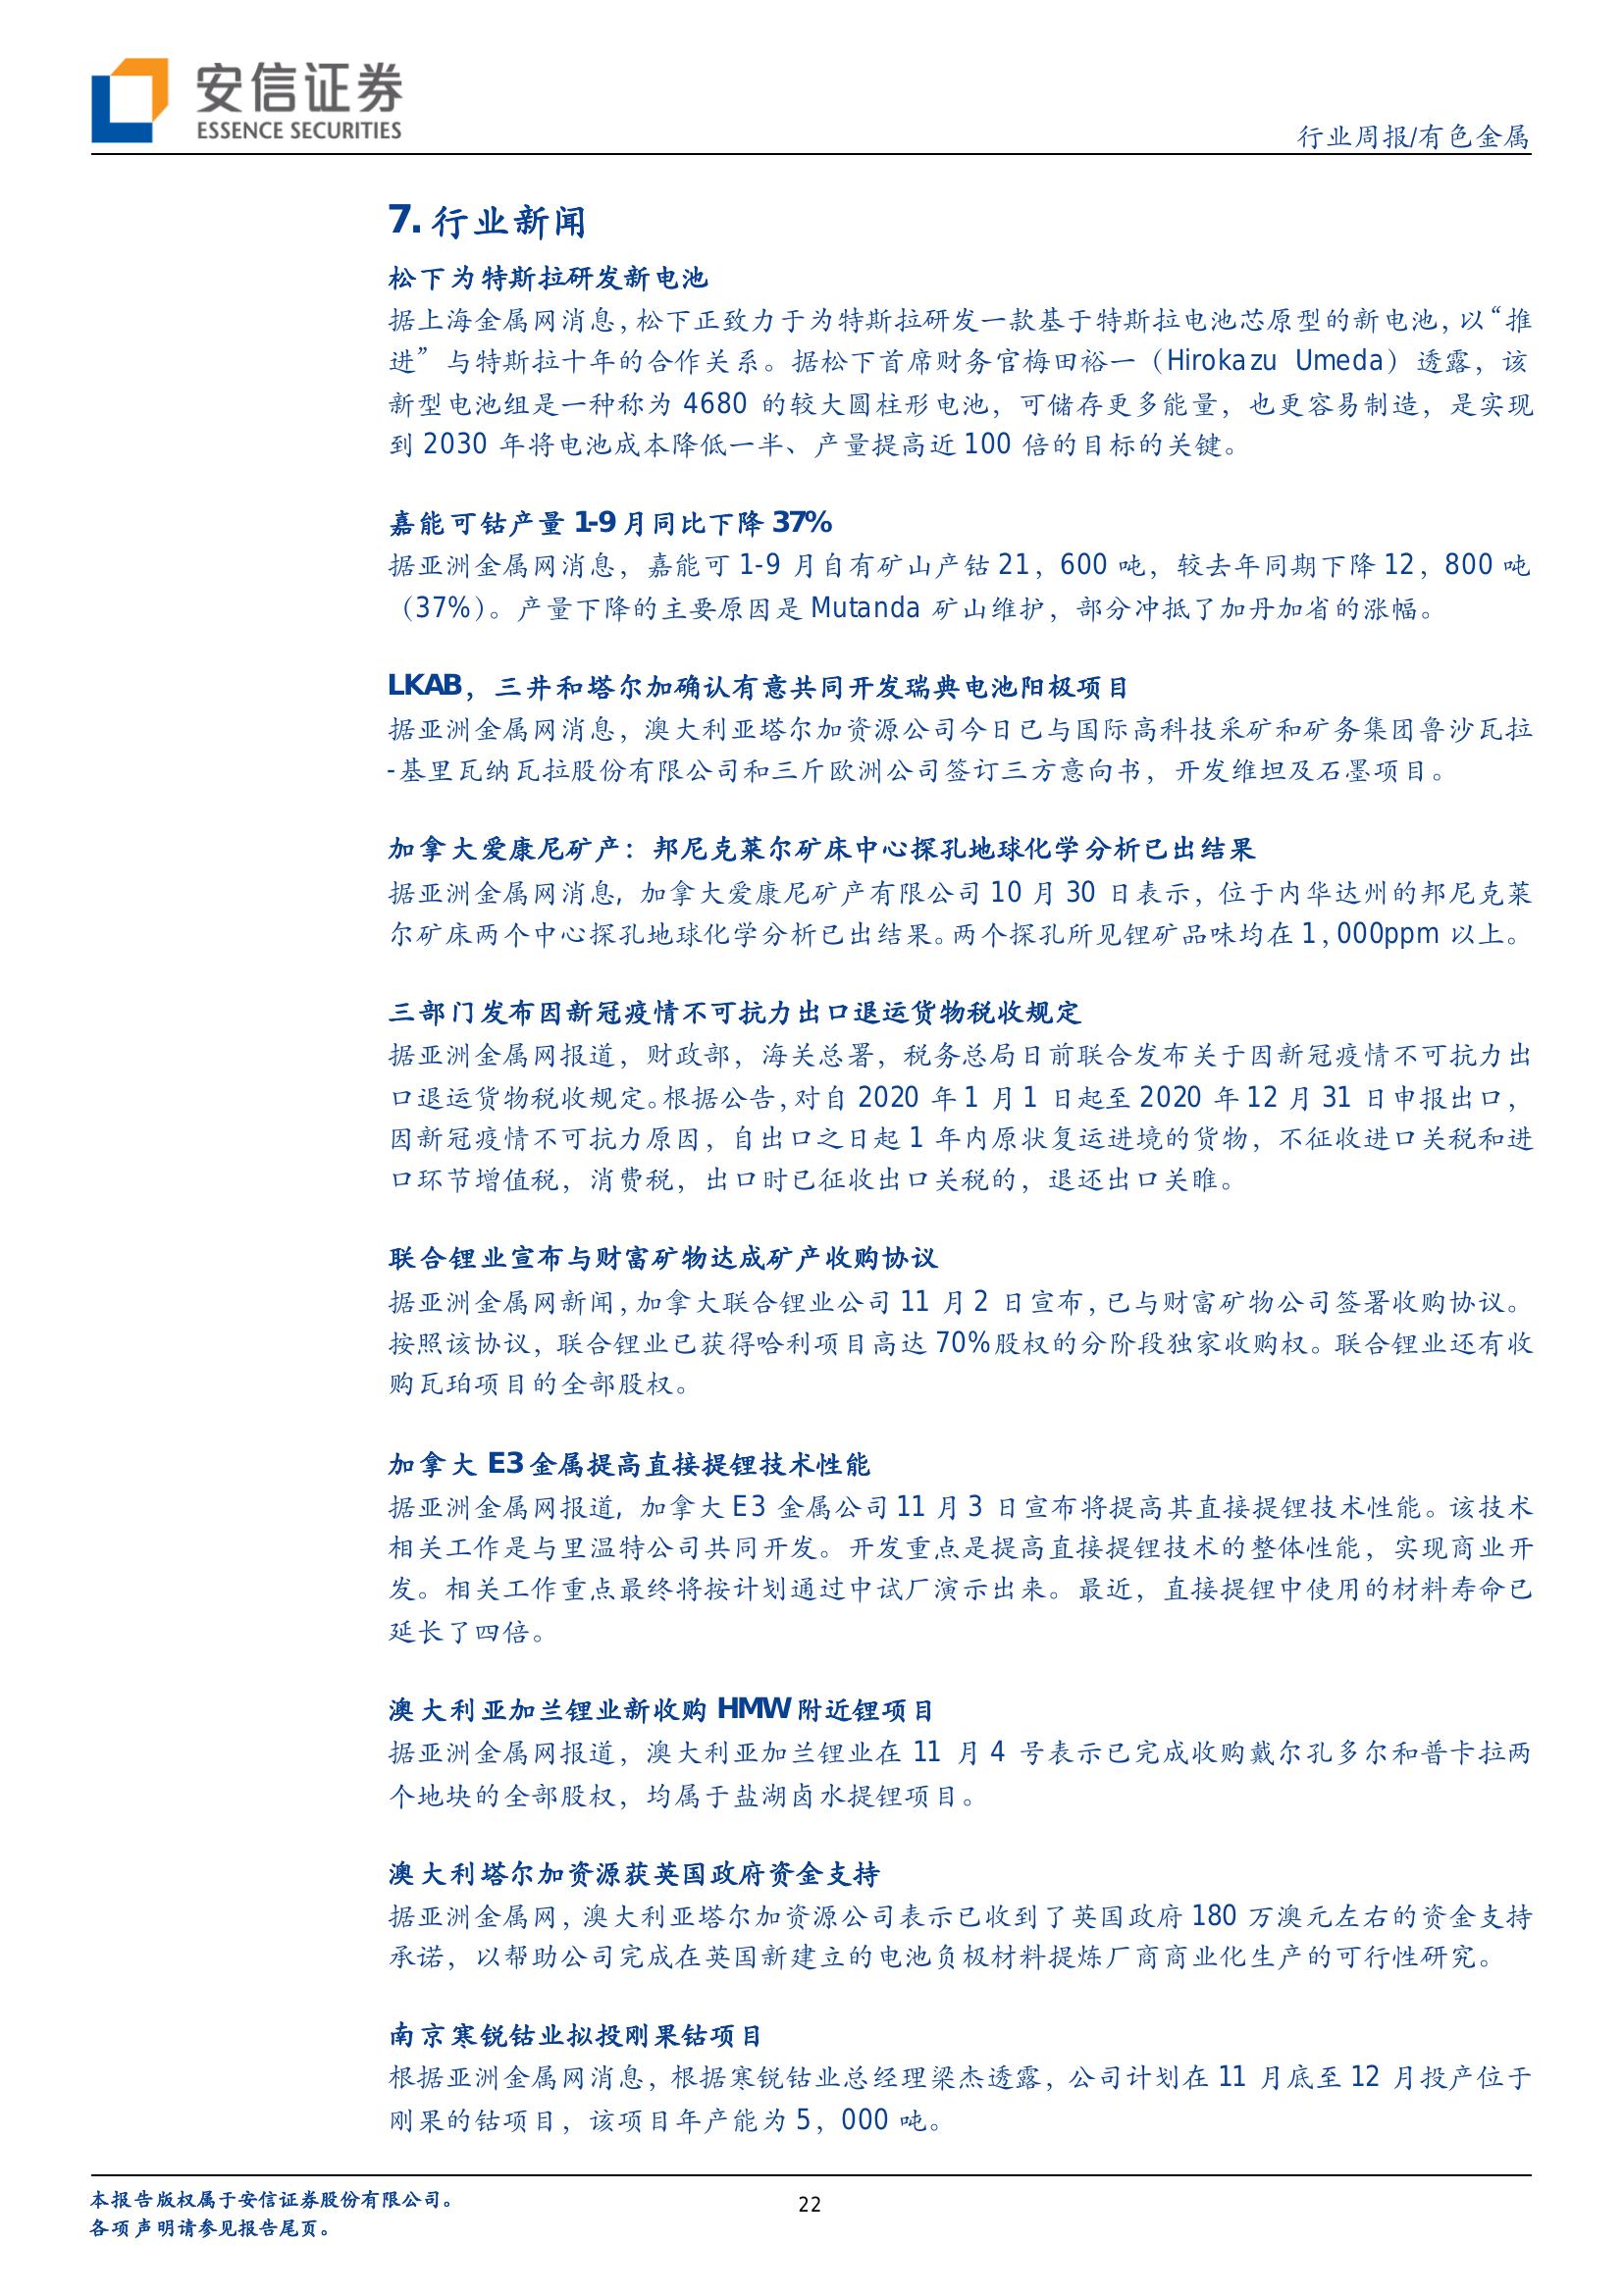 安信证券
ESSENCE SECURITIES
行业周报/有色金属
7. 行业新闻
松下为特斯拉研发新电池
据上海金属网消息，松下正致力于为特斯拉研发一款基于特斯拉电池芯原型的新电池，以“推
进”与特斯拉十年的合作关系。据松下首席财务官梅田裕一（Hirokazu Umeda）透露，该
新型电池组是一种称为 4680 的较大圆柱形电池，可储存更多能量，也更容易制造，是实现
到 2030 年将电池成本降低一半、产量提高近 100 倍的目标的关键。
嘉能可钴产量 1-9 月同比下降 37%
据亚洲金属网消息，嘉能可 1-9 月自有矿山产钴 21，600 吨，较去年同期下降 12，800 吨
（37%）。产量下降的主要原因是 Mutanda 矿山维护，部分冲抵了加丹加省的涨幅。
LKAB，三井和塔尔加确认有意共同开发瑞典电池阳极项目
据亚洲金属网消息，澳大利亚塔尔加资源公司今日已与国际高科技采矿和矿务集团鲁沙瓦拉
-基里瓦纳瓦拉股份有限公司和三斤欧洲公司签订三方意向书，开发维坦及石墨项目。
加拿大爱康尼矿产：邦尼克莱尔矿床中心探孔地球化学分析已出结果
据亚洲金属网消息，加拿大爱康尼矿产有限公司 10 月 30 日表示，位于内华达州的邦尼克莱
尔矿床两个中心探孔地球化学分析已出结果。两个探孔所见锂矿品味均在 1，000ppm 以上。
三部门发布因新冠疫情不可抗力出口退运货物税收规定
据亚洲金属网报道，财政部，海关总署，税务总局日前联合发布关于因新冠疫情不可抗力出
口退运货物税收规定。根据公告，对自 2020 年 1 月 1 日起至 2020 年 12 月 31 日申报出口，
因新冠疫情不可抗力原因，自出口之日起 1 年内原状复运进境的货物，不征收进口关税和进
口环节增值税，消费税，出口时已征收出口关税的，退还出口关睢。
联合锂业宣布与财富矿物达成矿产收购协议
据亚洲金属网新闻，加拿大联合锂业公司 11 月 2 日宣布，已与财富矿物公司签署收购协议。
按照该协议，联合锂业已获得哈利项目高达 70%股权的分阶段独家收购权。联合锂业还有收
购瓦珀项目的全部股权。
加拿大 E3 金属提高直接提锂技术性能
据亚洲金属网报道，加拿大 E3 金属公司 11 月 3 日宣布将提高其直接提锂技术性能。该技术
相关工作是与里温特公司共同开发。开发重点是提高直接提锂技术的整体性能，实现商业开
发。相关工作重点最终将按计划通过中试厂演示出来。最近，直接提锂中使用的材料寿命已
延长了四倍。
澳大利亚加兰锂业新收购 HMW 附近锂项目
据亚洲金属网报道，澳大利亚加兰锂业在 11 月 4 号表示已完成收购戴尔孔多尔和普卡拉两
个地块的全部股权，均属于盐湖卤水提锂项目。
澳大利塔尔加资源获英国政府资金支持
据亚洲金属网，澳大利亚塔尔加资源公司表示已收到了英国政府 180 万澳元左右的资金支持
承诺，以帮助公司完成在英国新建立的电池负极材料提炼厂商商业化生产的可行性研究。
南京寒锐钴业拟投刚果钴项目
根据亚洲金属网消息，根据寒锐钴业总经理梁杰透露，公司计划在 11 月底至 12 月投产位于
刚果的钴项目，该项目年产能为 5，000 吨。
本报告版权属于安信证券股份有限公司。
22
各项声明请参见报告尾页。